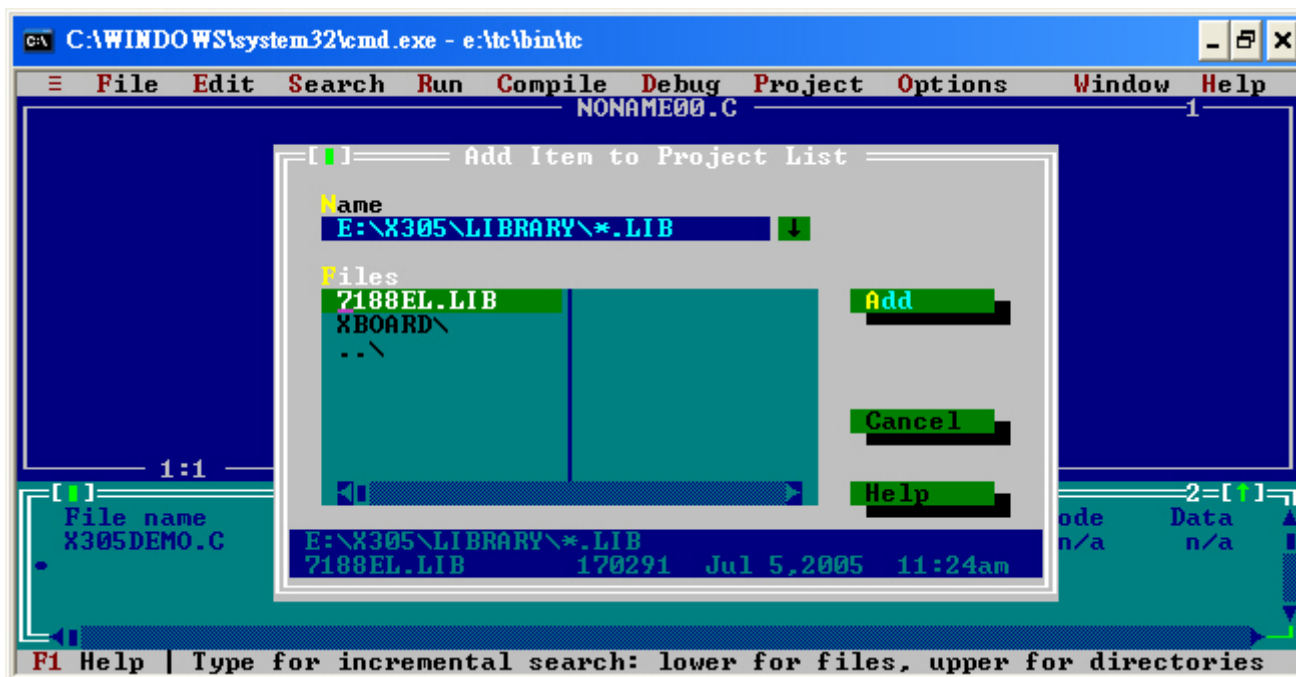 C:\WINDOWS\system32\cmd.exe - e:\tc\bin\tc
≡ File Edit Search Run Compile Debug Project Options Window Help
NONAME00.C 1
[ ] Add Item to Project List
Name
E:\X305\LIBRARY\*.LIB ↓
Files
7188EL.LIB
XBOARD\
..\
Add
Cancel
Help
E:\X305\LIBRARY\*.LIB
7188EL.LIB 170291 Jul 5,2005 11:24am
1:1
[ ] 2=[↑]
File name ode Data
X305DEMO.C n/a n/a
F1 Help | Type for incremental search: lower for files, upper for directories